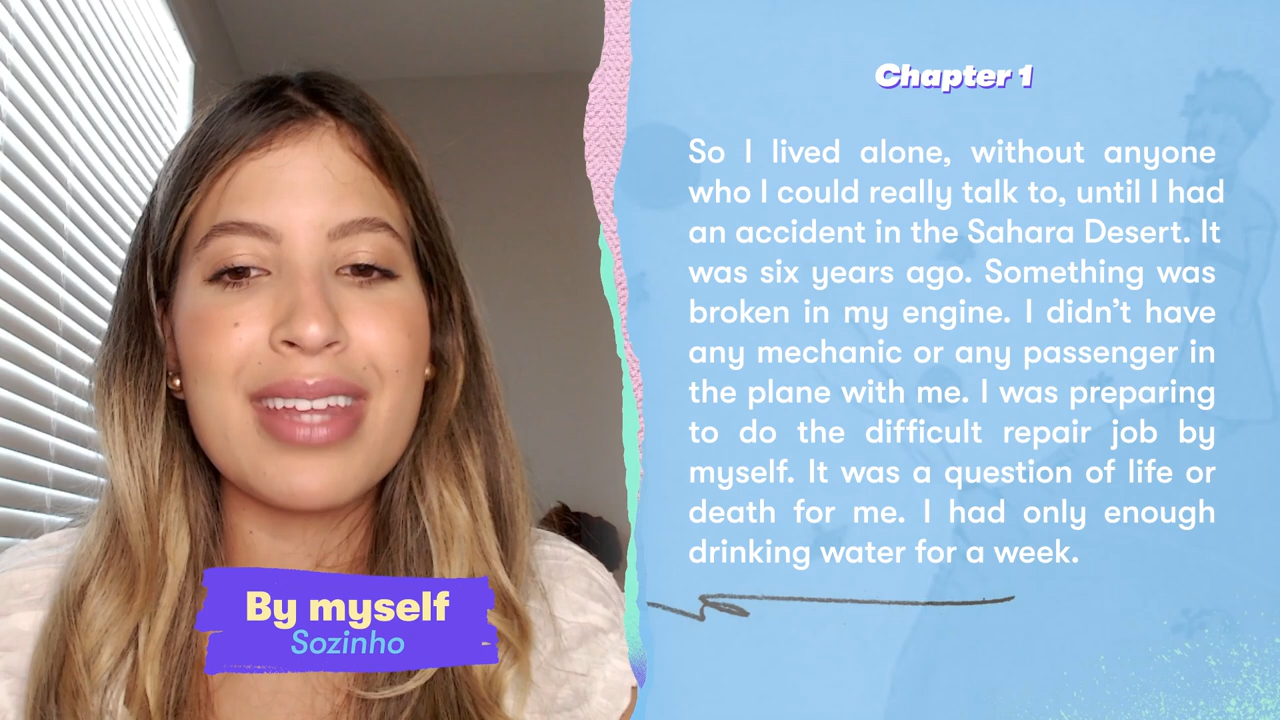 Chapter 1
So I lived alone, without anyone
who I could really talk to, until I had
an accident in the Sahara Desert. It
was six years ago. Something was
broken in my engine. I didn’t have
any mechanic or any passenger in
the plane with me. I was preparing
to do the difficult repair job by
myself. It was a question of life or
death for me. I had only enough
drinking water for a week.
By myself
Sozinho